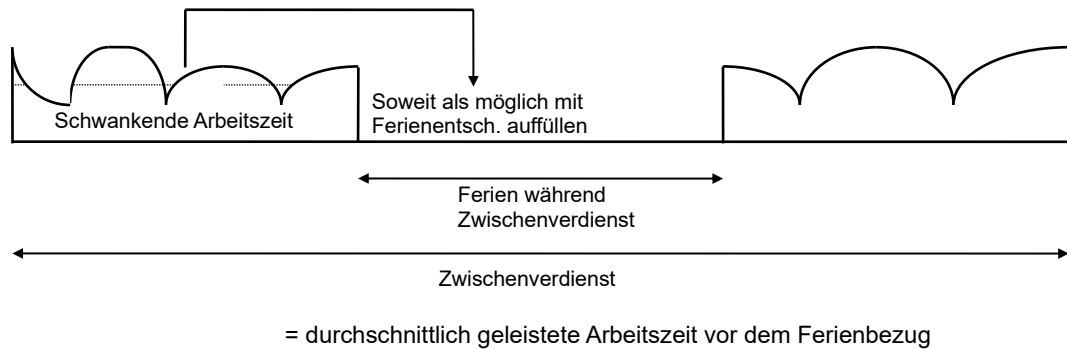 Soweit als möglich mit
Ferienentsch. auffüllen
Schwankende Arbeitszeit
Ferien während
Zwischenverdienst
Zwischenverdienst
= durchschnittlich geleistete Arbeitszeit vor dem Ferienbezug